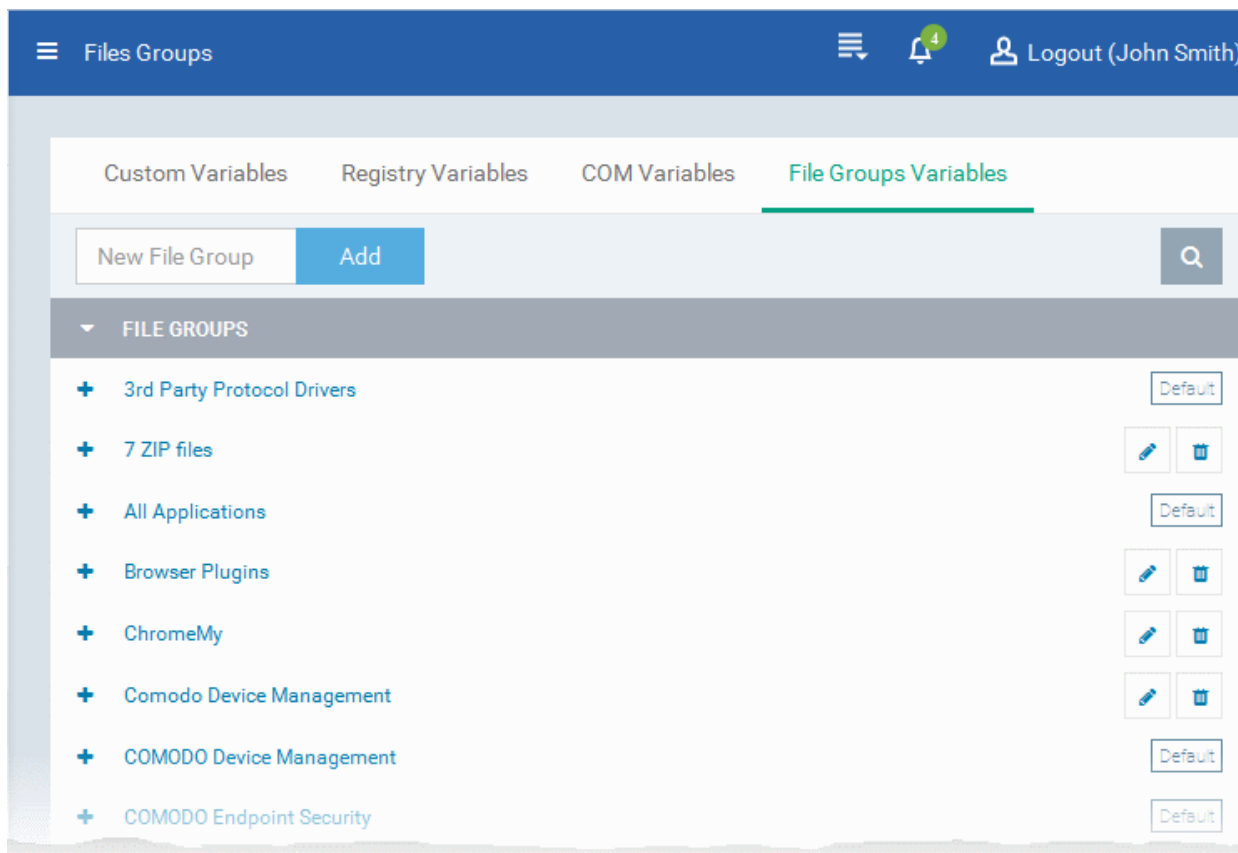 Files Groups
4
Logout (John Smith)
Custom Variables Registry Variables COM Variables File Groups Variables
New File Group Add
FILE GROUPS
3rd Party Protocol Drivers Default
7 ZIP files
All Applications Default
Browser Plugins
ChromeMy
Comodo Device Management
COMODO Device Management Default
COMODO Endpoint Security Default